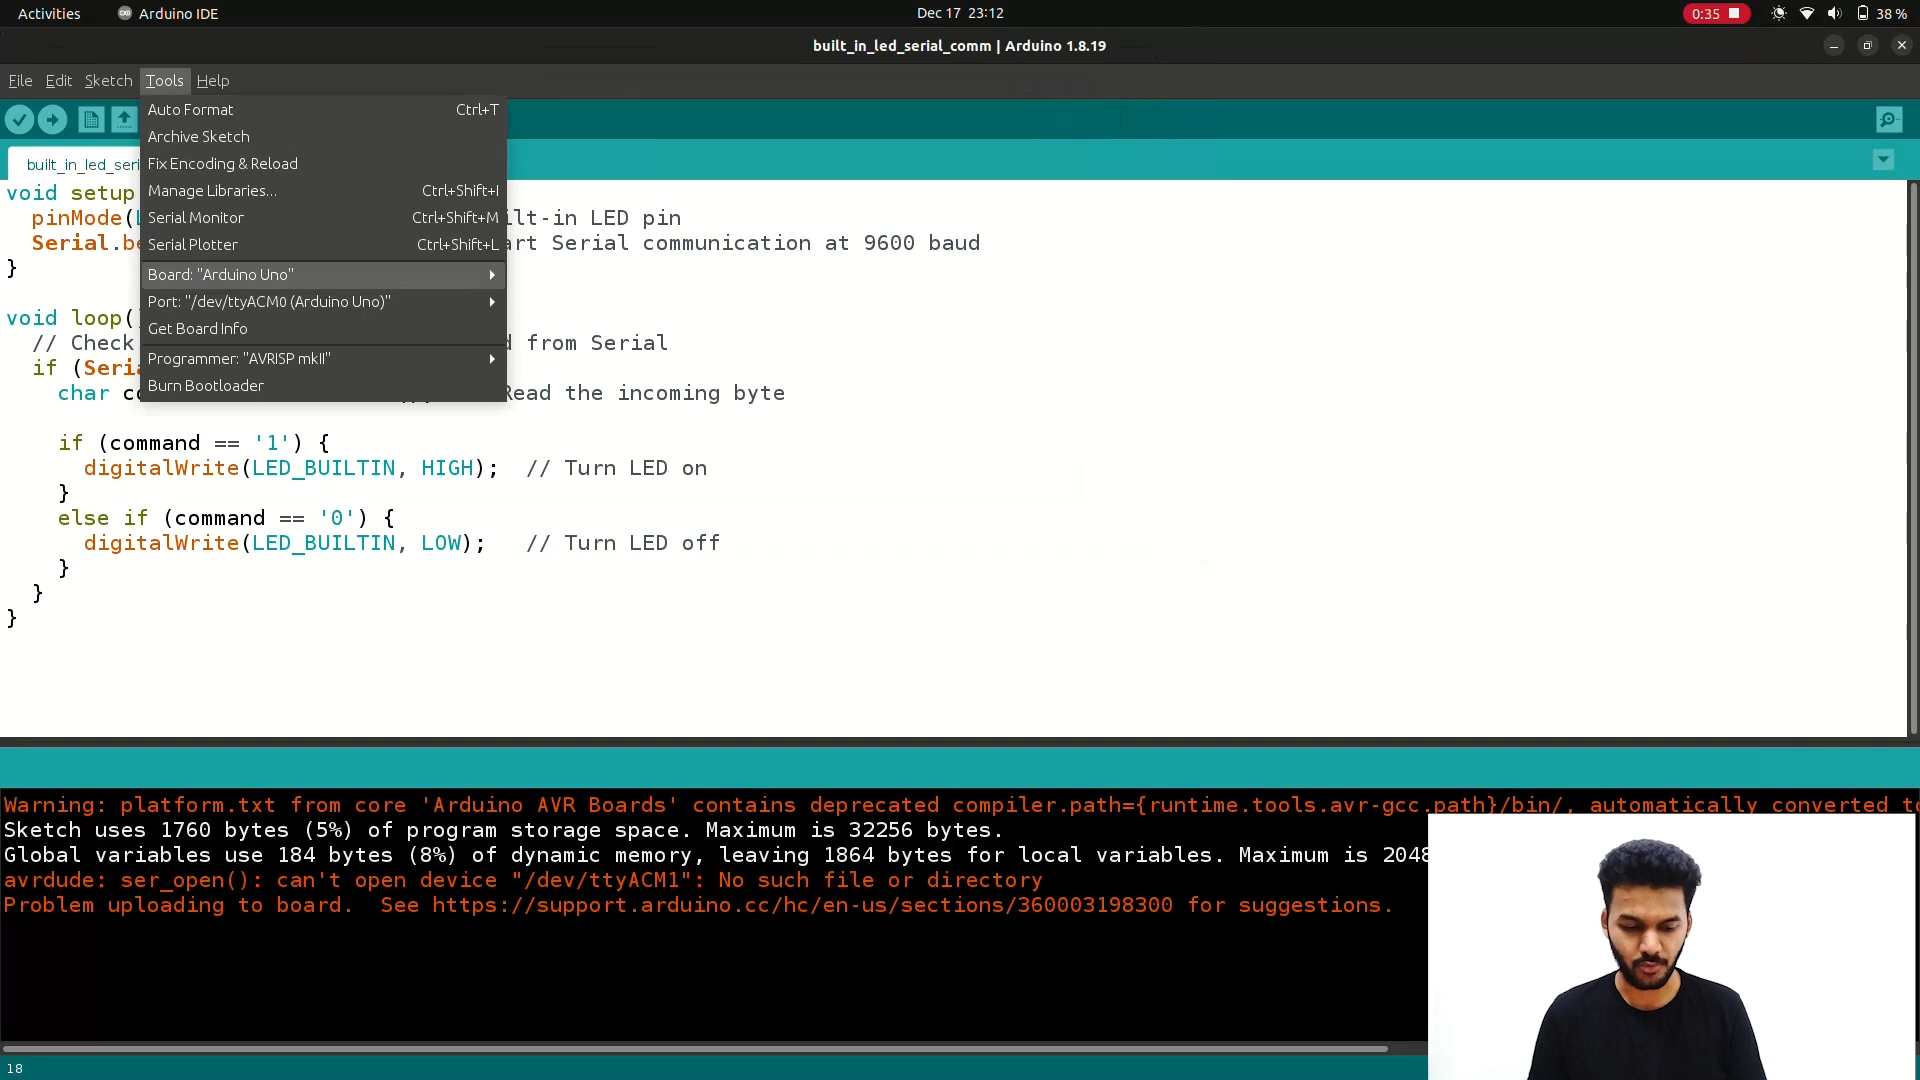 Activities Arduino IDE Dec 17 23:12 0:35 38 %
built_in_led_serial_comm | Arduino 1.8.19
File Edit Sketch Tools Help
Auto Format Ctrl+T
Archive Sketch
Fix Encoding & Reload
Manage Libraries... Ctrl+Shift+I
Serial Monitor Ctrl+Shift+M
Serial Plotter Ctrl+Shift+L
Board: "Arduino Uno"
Port: "/dev/ttyACM0 (Arduino Uno)"
Get Board Info
Programmer: "AVRISP mkII"
Burn Bootloader
built_in_led_seri
void setup
pinMode( ilt-in LED pin
Serial.be art Serial communication at 9600 baud
}
void loop(
// Check d from Serial
if (Seria
char co Read the incoming byte
if (command == '1') {
digitalWrite(LED_BUILTIN, HIGH); // Turn LED on
}
else if (command == '0') {
digitalWrite(LED_BUILTIN, LOW); // Turn LED off
}
}
}
Warning: platform.txt from core 'Arduino AVR Boards' contains deprecated compiler.path={runtime.tools.avr-gcc.path}/bin/, automatically converted to
Sketch uses 1760 bytes (5%) of program storage space. Maximum is 32256 bytes.
Global variables use 184 bytes (8%) of dynamic memory, leaving 1864 bytes for local variables. Maximum is 2048
avrdude: ser_open(): can't open device "/dev/ttyACM1": No such file or directory
Problem uploading to board. See https://support.arduino.cc/hc/en-us/sections/360003198300 for suggestions.
18